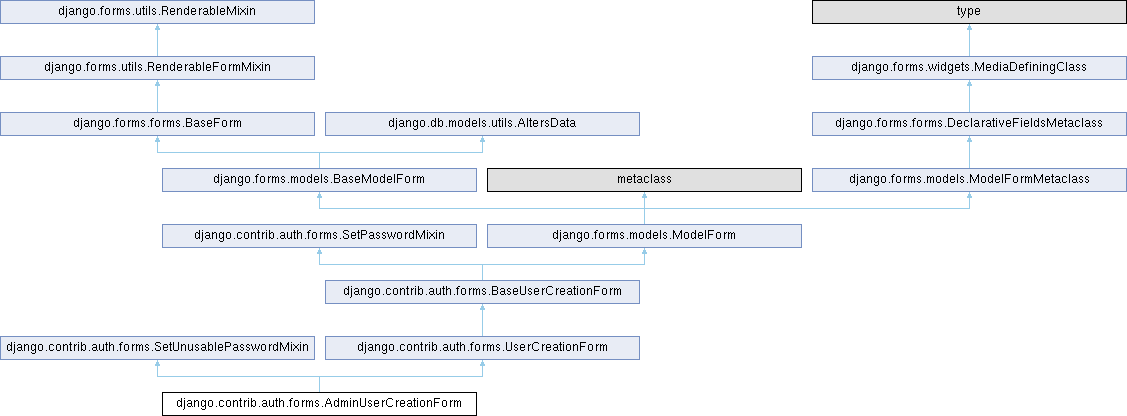 django.forms.utils.RenderableMixin
type
django.forms.utils.RenderableFormMixin
django.forms.widgets.MediaDefiningClass
django.forms.forms.BaseForm
django.db.models.utils.AltersData
django.forms.forms.DeclarativeFieldsMetaclass
django.forms.models.BaseModelForm
metaclass
django.forms.models.ModelFormMetaclass
django.contrib.auth.forms.SetPasswordMixin
django.forms.models.ModelForm
django.contrib.auth.forms.BaseUserCreationForm
django.contrib.auth.forms.SetUnusablePasswordMixin
django.contrib.auth.forms.UserCreationForm
django.contrib.auth.forms.AdminUserCreationForm